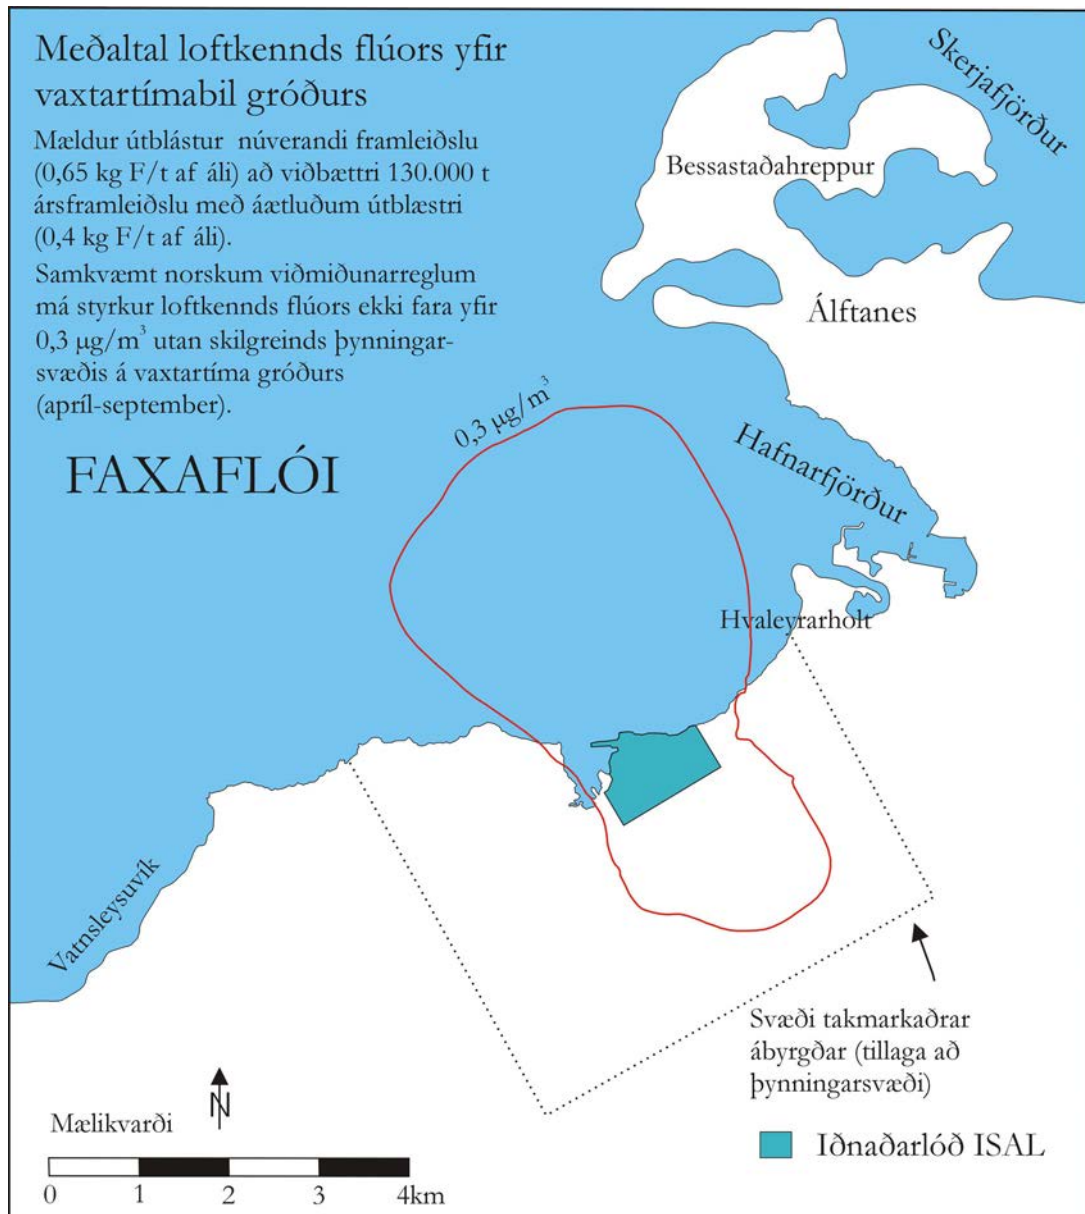 Meðaltal loftkennds flúors yfir
vaxtartímabil gróðurs
Mældur útblástur núverandi framleiðslu
(0,65 kg F/t af áli) að viðbættri 130.000 t
ársframleiðslu með áætluðum útblæstri
(0,4 kg F/t af áli).
Samkvæmt norskum viðmiðunarreglum
má styrkur loftkennds flúors ekki fara yfir
0,3 µg/m³ utan skilgreinds þynningar-
svæðis á vaxtartíma gróðurs
(apríl-september).
Skerjafjörður
Bessastaðahreppur
Álftanes
0,3 µg/m³
FAXAFLÓI
Hafnarfjörður
Hvaleyrarholt
Vatnsleysuvík
Svæði takmarkaðrar
ábyrgðar (tillaga að
þynningarsvæði)
N
Mælikvarði
0 1 2 3 4km
Iðnaðarlóð ISAL